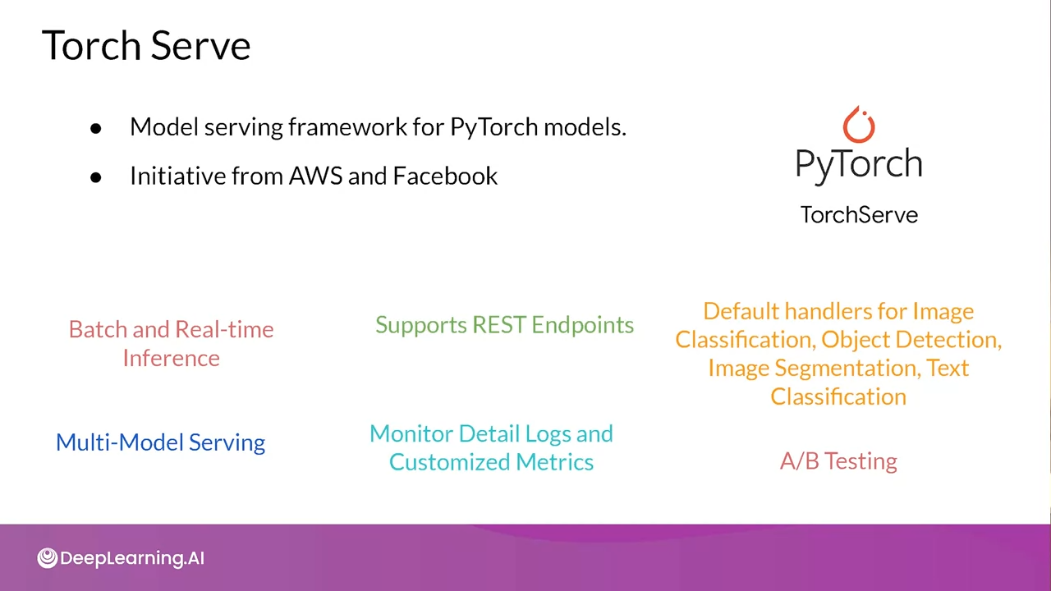 Torch Serve
● Model serving framework for PyTorch models.
● Initiative from AWS and Facebook
PyTorch
TorchServe
Batch and Real-time
Inference
Supports REST Endpoints
Default handlers for Image
Classification, Object Detection,
Image Segmentation, Text
Classification
Multi-Model Serving
Monitor Detail Logs and
Customized Metrics
A/B Testing
DeepLearning.AI